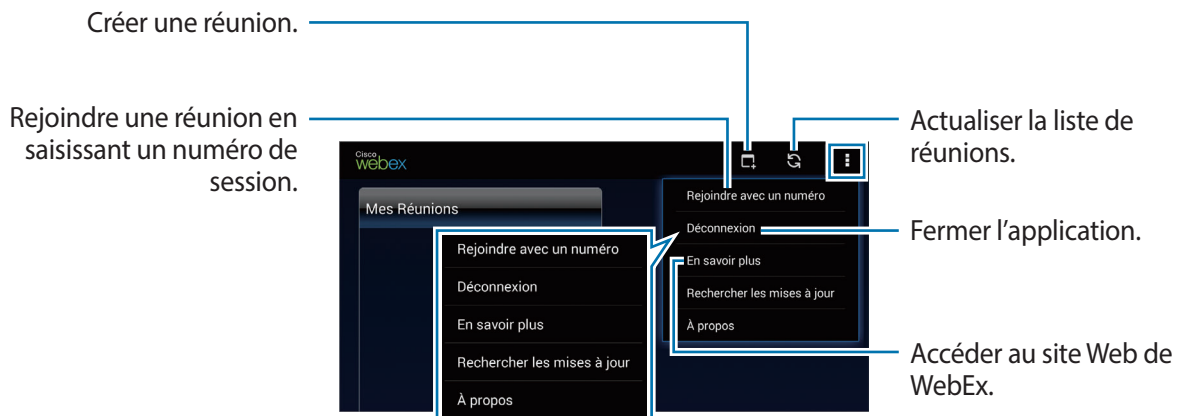 Créer une réunion.
Rejoindre une réunion en
saisissant un numéro de
session.
Actualiser la liste de
réunions.
Fermer l’application.
Accéder au site Web de
WebEx.
Cisco
webex
Mes Réunions
Rejoindre avec un numéro
Déconnexion
En savoir plus
Rechercher les mises à jour
À propos
Rejoindre avec un numéro
Déconnexion
En savoir plus
Rechercher les mises à jour
À propos